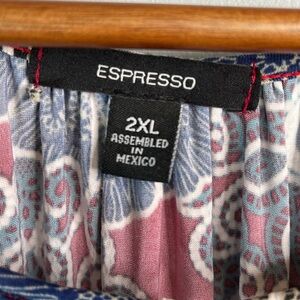 ESPRESSO
2XL
ASSEMBLED
IN
MEXICO